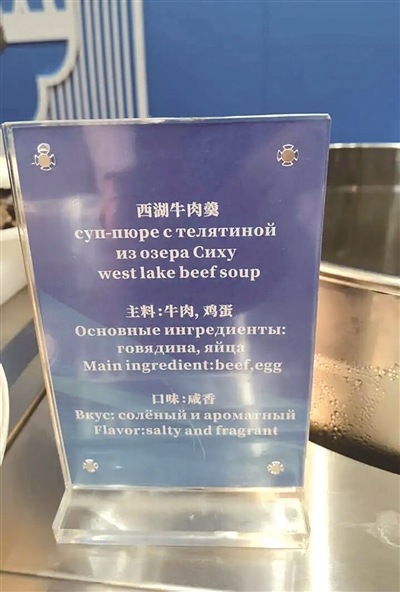 西湖牛肉羹
суп-пюре с телятиной
из озера Сиху
west lake beef soup
主料:牛肉,鸡蛋
Основные ингредиенты:
говядина, яйца
Main ingredient:beef,egg
口味:咸香
Вкус: солёный и ароматный
Flavor:salty and fragrant